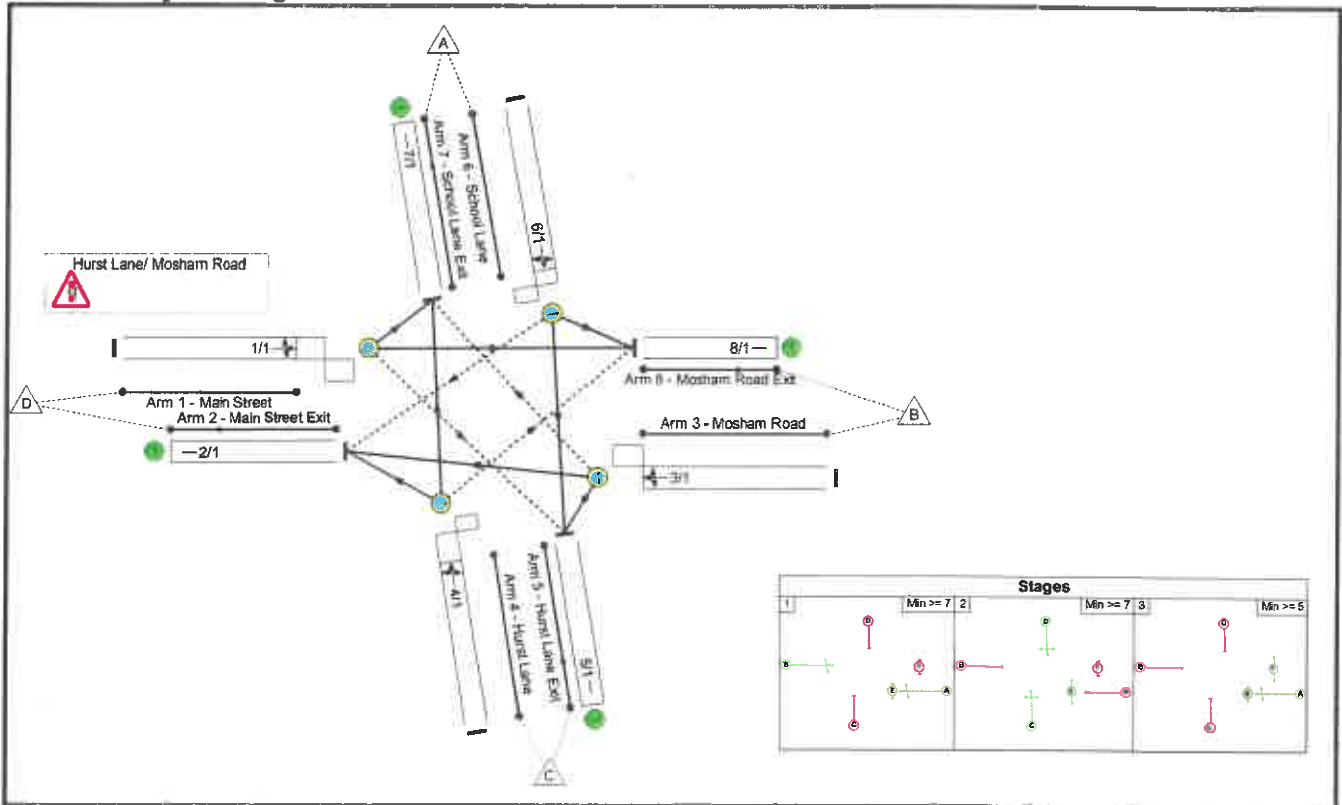 A
Arm 7 - School Lane Exit
Arm 6 - School Lane
7/1
6/1
Hurst Lane/ Mosham Road
1/1
8/1
Arm 8 - Mosham Road Exit
D
Arm 1 - Main Street
Arm 2 - Main Street Exit
B
Arm 3 - Mosham Road
2/1
3/1
4/1
Arm 4 - Hurst Lane
Arm 5 - Hurst Lane Exit
5/1
C
Stages
1 Min >= 7 2 Min >= 7 3 Min >= 5
D D
B B B
E A A
C C